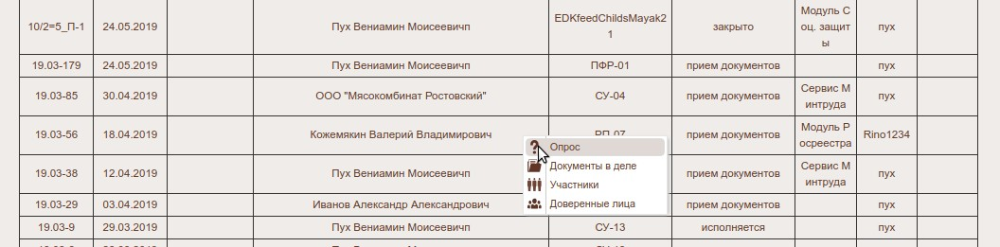 10/2=5_П-1 24.05.2019 Пух Вениамин Моисеевичп EDKfeedChildsMayak2 1 закрыто Модуль С оц. защит ы пух
19.03-179 24.05.2019 Пух Вениамин Моисеевичп ПФР-01 прием документов пух
19.03-85 30.04.2019 ООО "Мясокомбинат Ростовский" СУ-04 прием документов Сервис М интруда пух
19.03-56 18.04.2019 Кожемякин Валерий Владимирович РП-07 прием документов Модуль Р осреестра Rino1234
19.03-38 12.04.2019 Пух Вениамин Моисеевичп прием документов Сервис М интруда пух
19.03-29 03.04.2019 Иванов Александр Александрович прием документов пух
19.03-9 29.03.2019 Пух Вениамин Моисеевичп СУ-13 исполняется пух
Опрос
Документы в деле
Участники
Доверенные лица